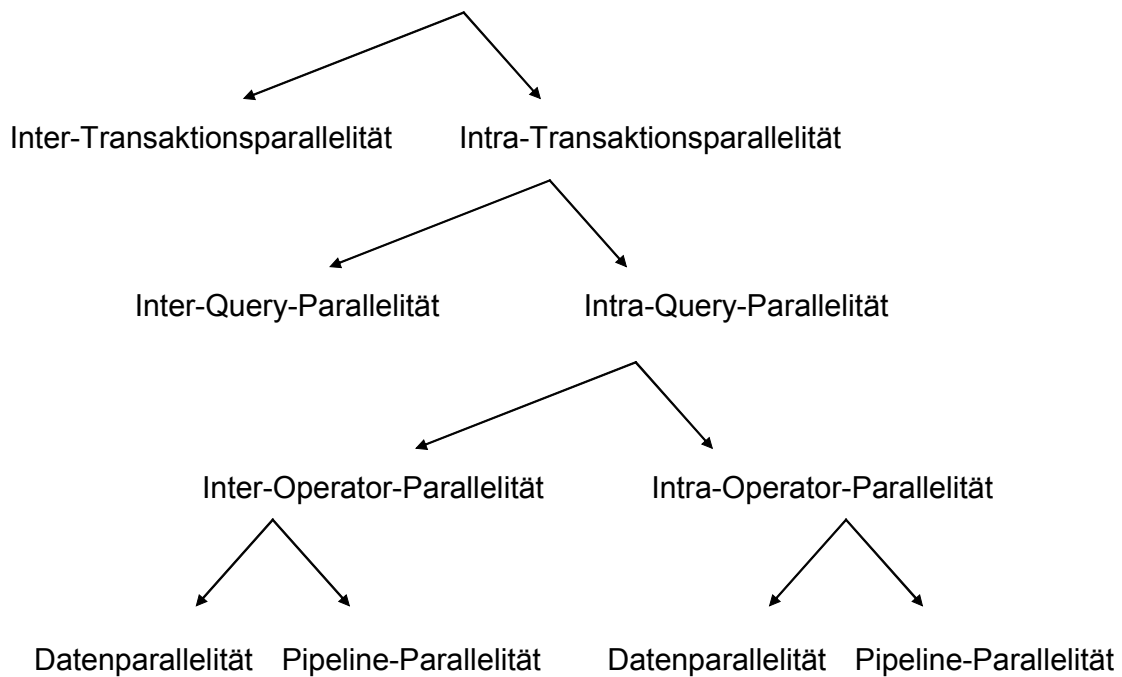 Inter-Transaktionsparallelität Intra-Transaktionsparallelität
Inter-Query-Parallelität Intra-Query-Parallelität
Inter-Operator-Parallelität Intra-Operator-Parallelität
Datenparallelität Pipeline-Parallelität Datenparallelität Pipeline-Parallelität